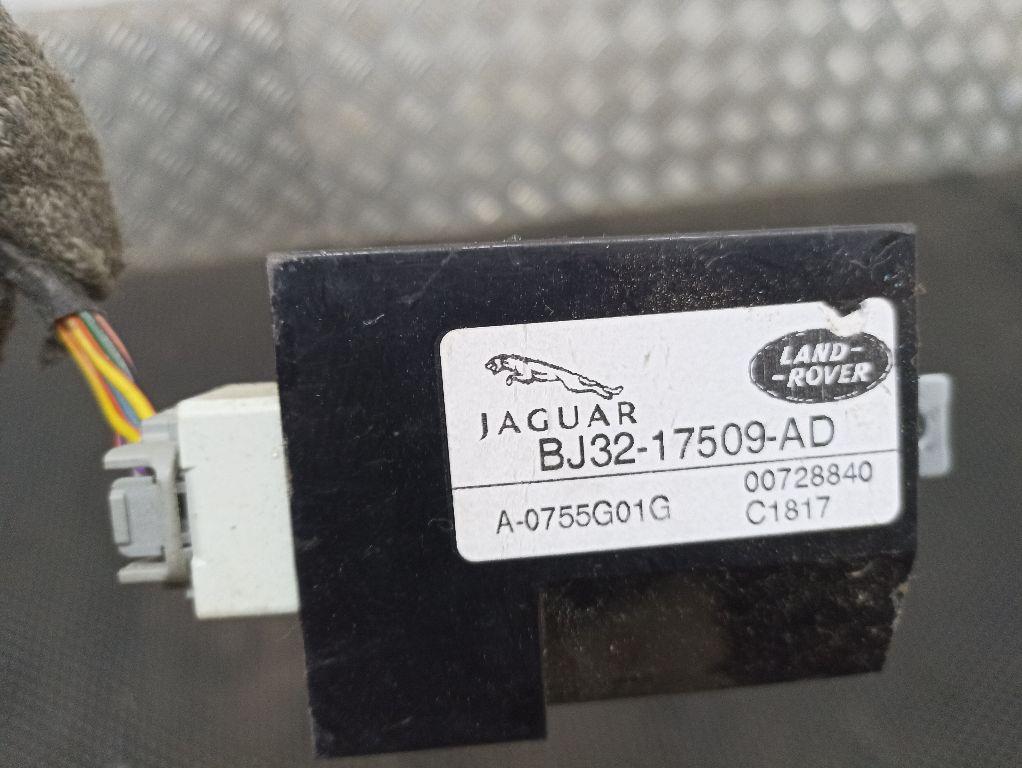 JAGUAR
LAND-
-ROVER
BJ32-17509-AD
A-0755G01G
00728840
C1817